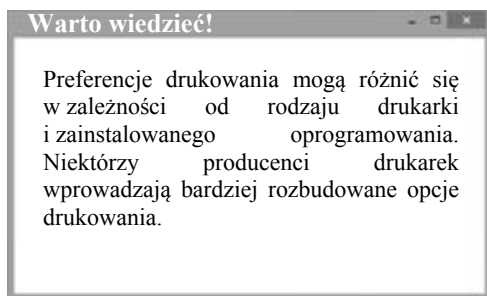 Warto wiedzieć!
Preferencje drukowania mogą różnić się
w zależności od rodzaju drukarki
i zainstalowanego oprogramowania.
Niektórzy producenci drukarek
wprowadzają bardziej rozbudowane opcje
drukowania.